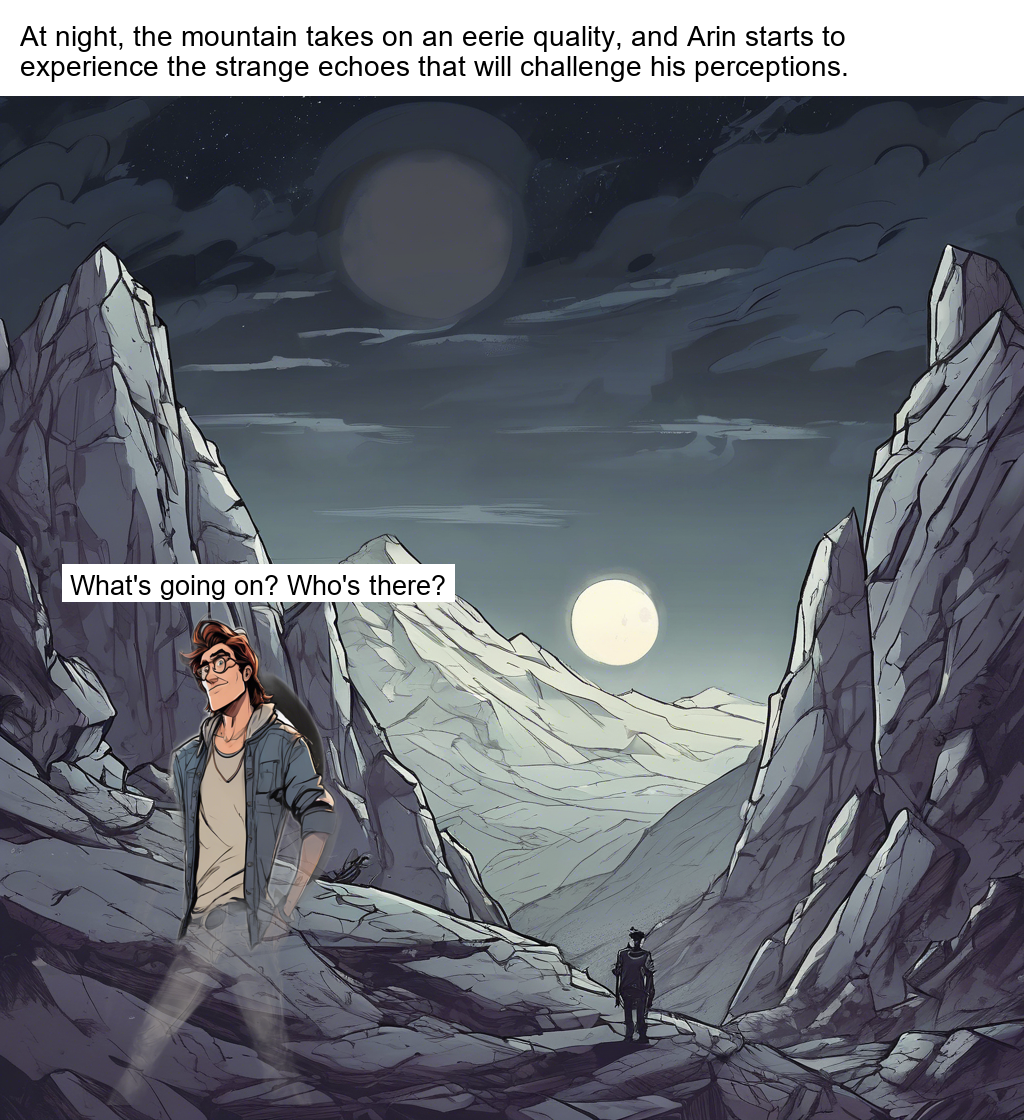 At night, the mountain takes on an eerie quality, and Arin starts to
experience the strange echoes that will challenge his perceptions.
What's going on? Who's there?